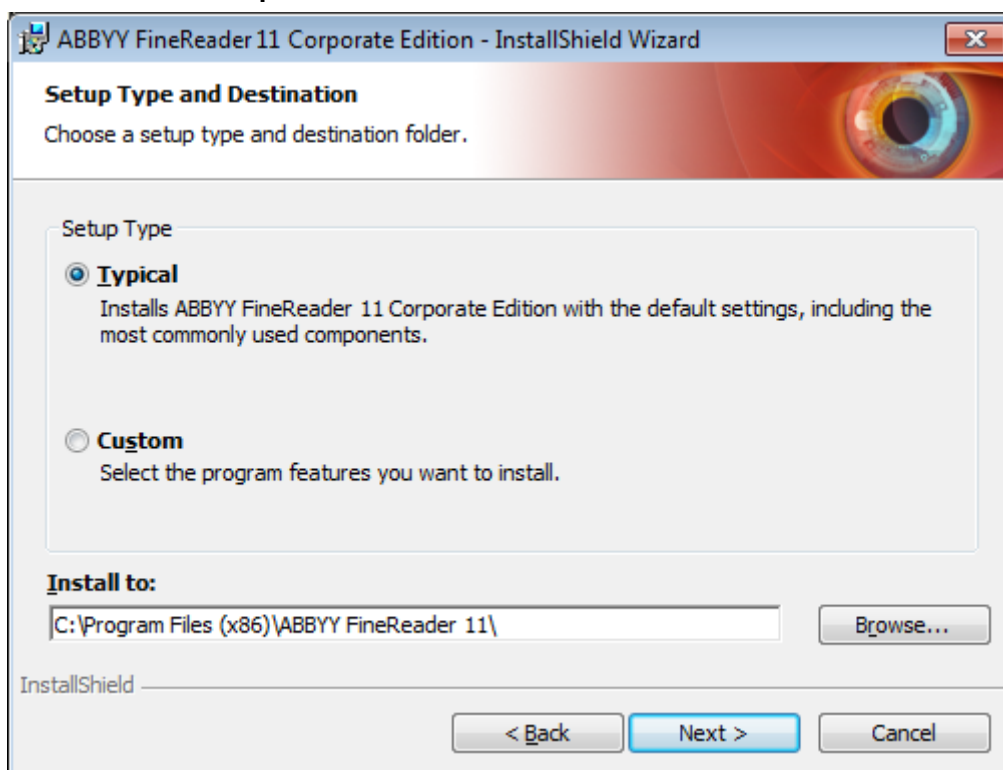 ABBYY FineReader 11 Corporate Edition - InstallShield Wizard
Setup Type and Destination
Choose a setup type and destination folder.
Setup Type
Typical
Installs ABBYY FineReader 11 Corporate Edition with the default settings, including the
most commonly used components.
Custom
Select the program features you want to install.
Install to:
C:\Program Files (x86)\ABBYY FineReader 11\
Browse...
InstallShield
< Back
Next >
Cancel